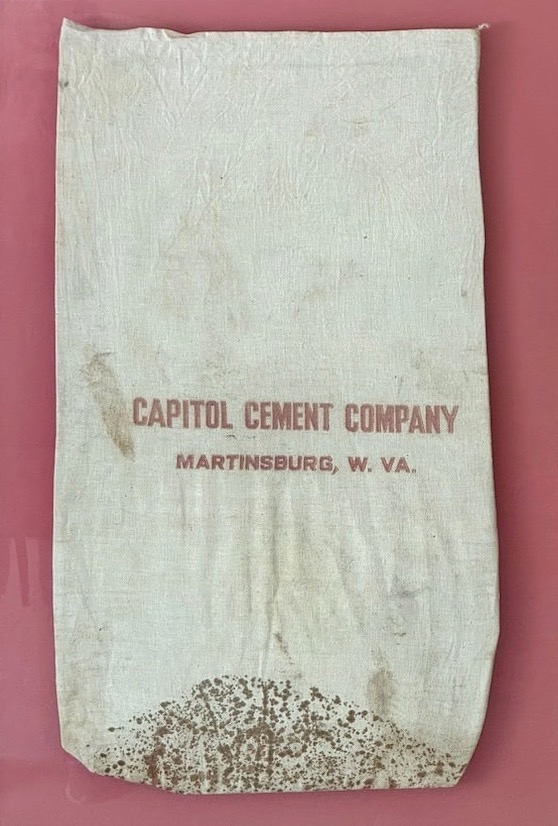 CAPITOL CEMENT COMPANY
MARTINSBURG, W. VA.